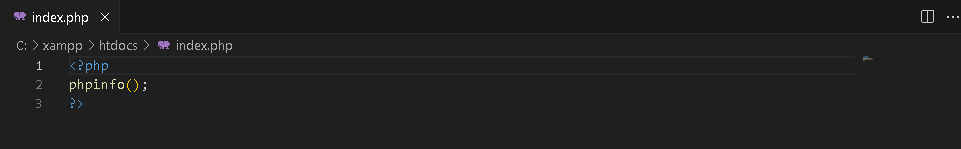 index.php
C: > xampp > htdocs > index.php
1 <?php
2 phpinfo();
3 ?>